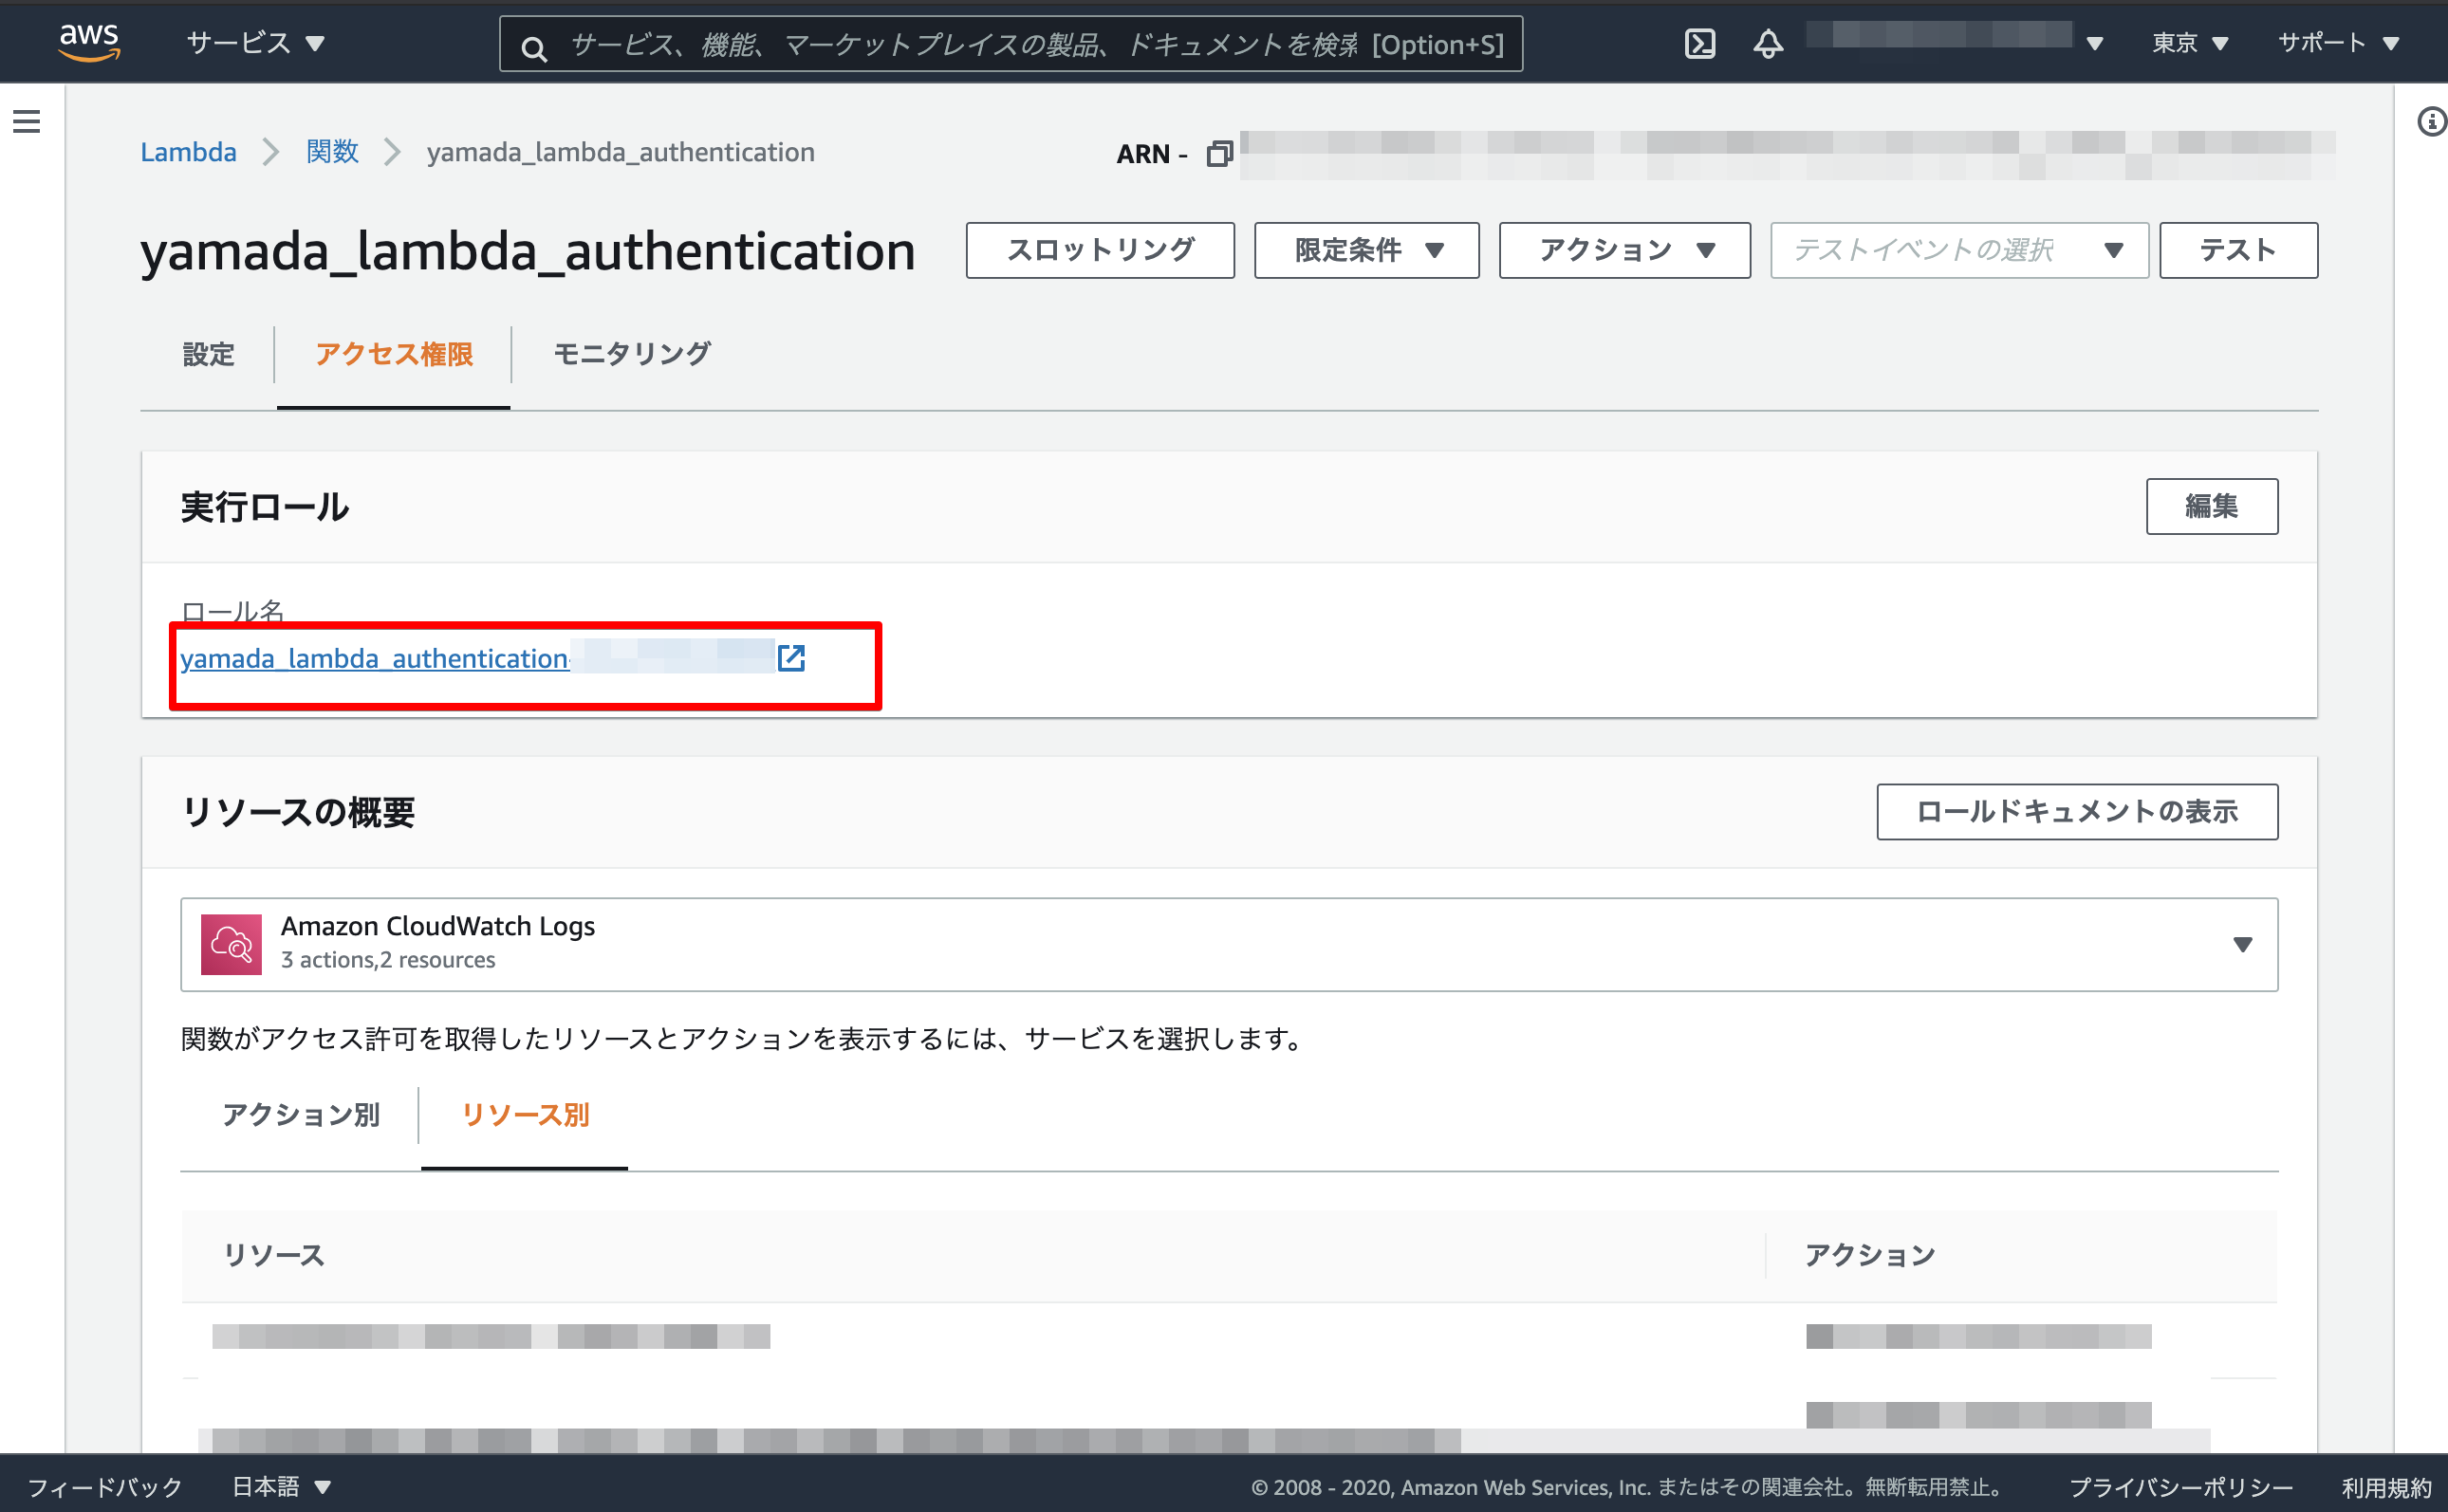 aws サービス サービス、機能、マーケットプレイスの製品、ドキュメントを検索 [Option+S] 東京 サポート
Lambda 関数 yamada_lambda_authentication ARN -
yamada_lambda_authentication スロットリング 限定条件 アクション テストイベントの選択 テスト
設定 アクセス権限 モニタリング
実行ロール 編集
ロール名
yamada_lambda_authentication-
リソースの概要 ロールドキュメントの表示
Amazon CloudWatch Logs
3 actions,2 resources
関数がアクセス許可を取得したリソースとアクションを表示するには、サービスを選択します。
アクション別 リソース別
リソース アクション
フィードバック 日本語 © 2008 - 2020, Amazon Web Services, Inc. またはその関連会社。無断転用禁止。 プライバシーポリシー 利用規約